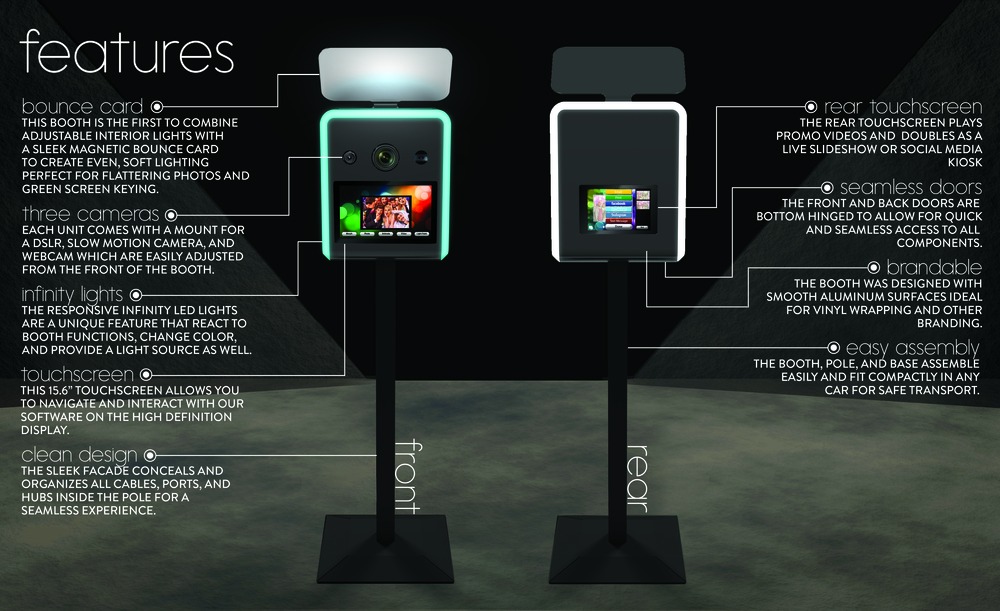 features
bounce card
THIS BOOTH IS THE FIRST TO COMBINE
ADJUSTABLE INTERIOR LIGHTS WITH
A SLEEK MAGNETIC BOUNCE CARD
TO CREATE EVEN, SOFT LIGHTING
PERFECT FOR FLATTERING PHOTOS AND
GREEN SCREEN KEYING.
three cameras
EACH UNIT COMES WITH A MOUNT FOR
A DSLR, SLOW MOTION CAMERA, AND
WEBCAM WHICH ARE EASILY ADJUSTED
FROM THE FRONT OF THE BOOTH.
infinity lights
THE RESPONSIVE INFINITY LED LIGHTS
ARE A UNIQUE FEATURE THAT REACT TO
BOOTH FUNCTIONS, CHANGE COLOR,
AND PROVIDE A LIGHT SOURCE AS WELL.
touchscreen
THIS 15.6" TOUCHSCREEN ALLOWS YOU
TO NAVIGATE AND INTERACT WITH OUR
SOFTWARE ON THE HIGH DEFINITION
DISPLAY.
clean design
THE SLEEK FACADE CONCEALS AND
ORGANIZES ALL CABLES, PORTS, AND
HUBS INSIDE THE POLE FOR A
SEAMLESS EXPERIENCE.
front
rear
facebook
Instagram
rear touchscreen
THE REAR TOUCHSCREEN PLAYS
PROMO VIDEOS AND DOUBLES AS A
LIVE SLIDESHOW OR SOCIAL MEDIA
KIOSK
seamless doors
THE FRONT AND BACK DOORS ARE
BOTTOM HINGED TO ALLOW FOR QUICK
AND SEAMLESS ACCESS TO ALL
COMPONENTS.
brandable
THE BOOTH WAS DESIGNED WITH
SMOOTH ALUMINUM SURFACES IDEAL
FOR VINYL WRAPPING AND OTHER
BRANDING.
easy assembly
THE BOOTH, POLE, AND BASE ASSEMBLE
EASILY AND FIT COMPACTLY IN ANY
CAR FOR SAFE TRANSPORT.